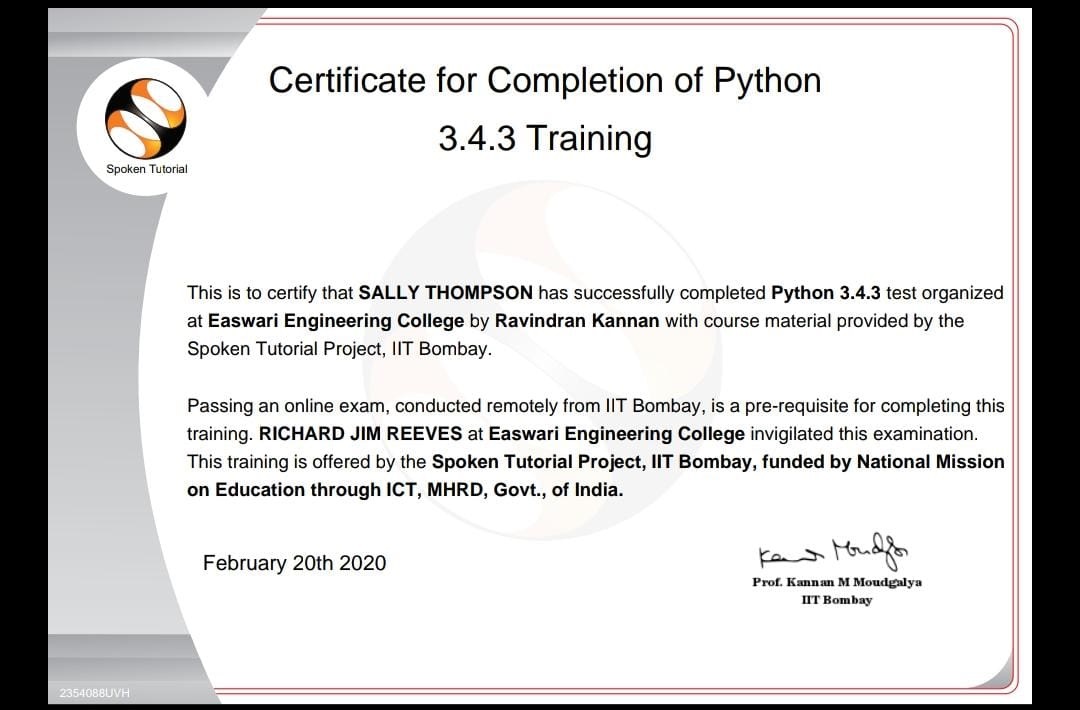 Certificate for Completion of Python
3.4.3 Training
Spoken Tutorial
This is to certify that SALLY THOMPSON has successfully completed Python 3.4.3 test organized
at Easwari Engineering College by Ravindran Kannan with course material provided by the
Spoken Tutorial Project, IIT Bombay.
Passing an online exam, conducted remotely from IIT Bombay, is a pre-requisite for completing this
training. RICHARD JIM REEVES at Easwari Engineering College invigilated this examination.
This training is offered by the Spoken Tutorial Project, IIT Bombay, funded by National Mission
on Education through ICT, MHRD, Govt., of India.
February 20th 2020
Prof. Kannan M Moudgalya
IIT Bombay
2354088UVH